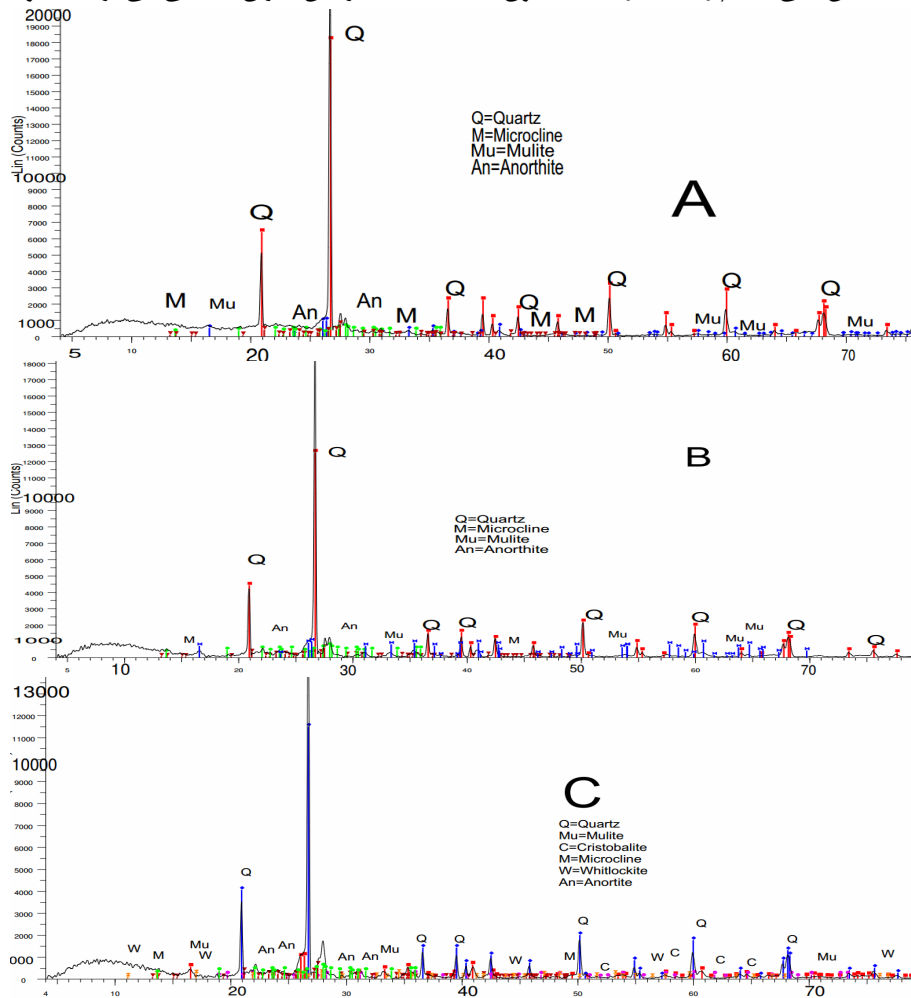 20000
19000
18000
17000
16000
15000
14000
13000
12000
11000
10000
9000
8000
7000
6000
5000
4000
3000
2000
1000
0
Lin (Counts)
Q
Q=Quartz
M=Microcline
Mu=Mulite
An=Anorthite
A
Q
M Mu An An M Q Q M M Q Mu Q Mu Q Mu
5 20 30 40 50 60 70
18000
17000
16000
15000
14000
13000
12000
11000
10000
9000
8000
7000
6000
5000
4000
3000
2000
1000
0
Lin (Counts)
Q
B
Q=Quartz
M=Microcline
Mu=Mulite
An=Anorthite
Q
M An An Mu Q Q M Q Mu Q Mu Mu Q Q
5 10 20 30 40 50 60 70
13000
12000
11000
10000
9000
8000
7000
6000
5000
4000
3000
2000
C
Q=Quartz
Mu=Mulite
C=Cristobalite
M=Microcline
W=Whitlockite
An=Anortite
Q
W M Mu W An An An An Mu Q Q W M Q C W C Q C C Q Mu W
4 10 20 30 40 50 60 70